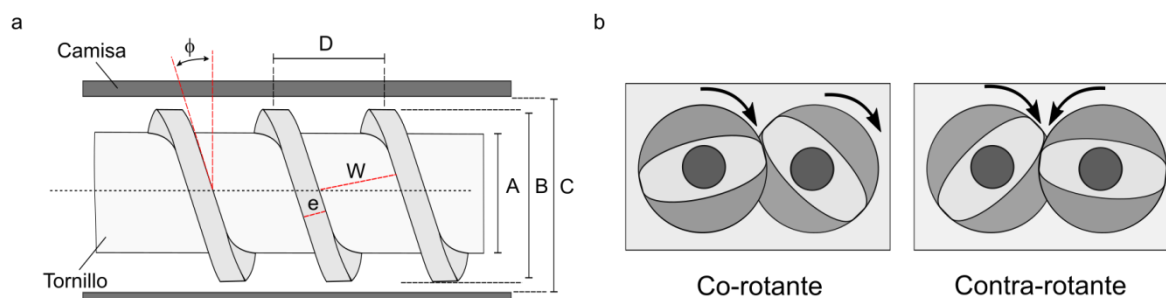 a
Camisa
ϕ
D
W
e
A
B
C
Tornillo
b
Co-rotante
Contra-rotante